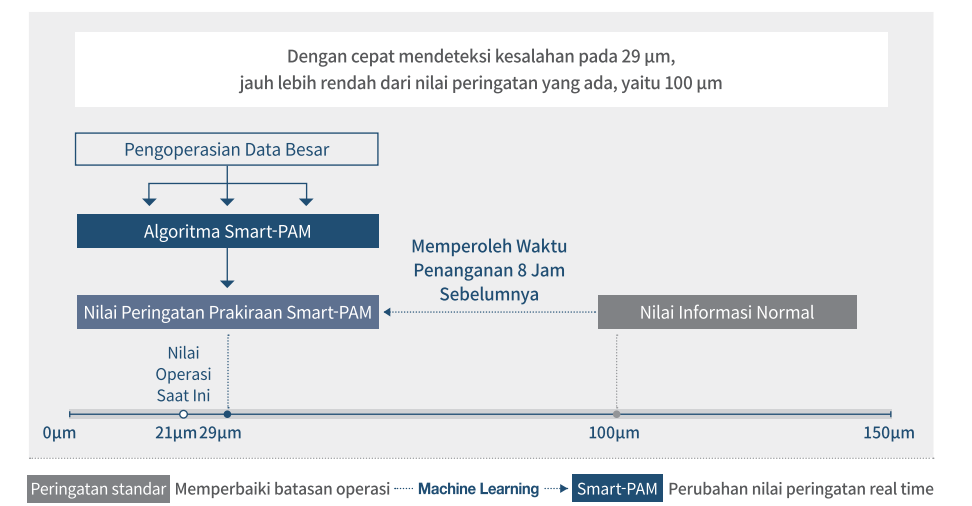 Dengan cepat mendeteksi kesalahan pada 29 μm,
jauh lebih rendah dari nilai peringatan yang ada, yaitu 100 μm
Pengoperasian Data Besar
Algoritma Smart-PAM
Memperoleh Waktu
Penanganan 8 Jam
Sebelumnya
Nilai Peringatan Prakiraan Smart-PAM
Nilai Informasi Normal
Nilai
Operasi
Saat Ini
0μm 21μm 29μm 100μm 150μm
Peringatan standar Memperbaiki batasan operasi Machine Learning Smart-PAM Perubahan nilai peringatan real time